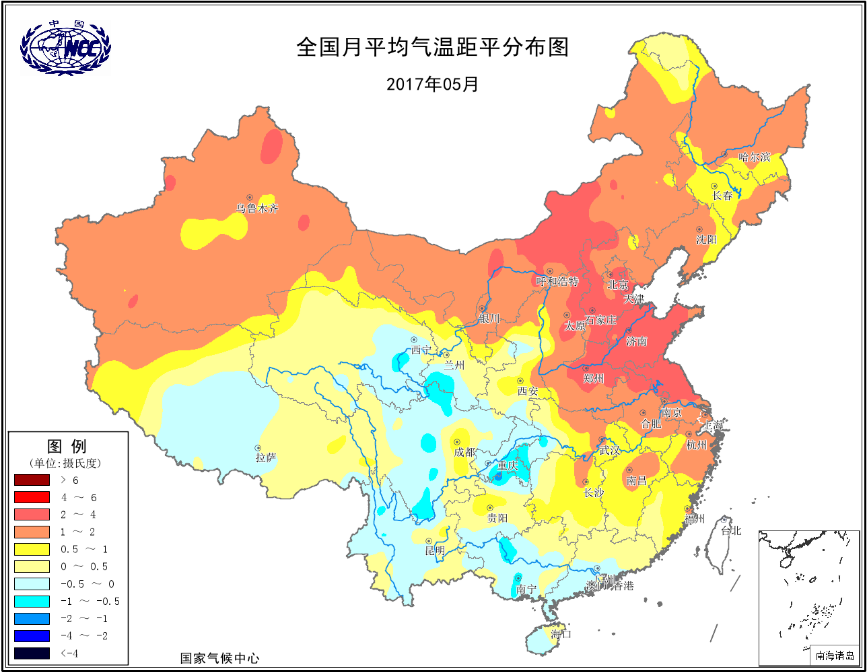 中国
NCC
全国月平均气温距平分布图
2017年05月
哈尔滨
长春
乌鲁木齐
沈阳
呼和浩特
北京
天津
银川
太原
石家庄
济南
西宁
兰州
郑州
西安
南京
合肥
上海
拉萨
成都
武汉
杭州
重庆
长沙
南昌
贵阳
福州
台北
昆明
南宁
广州
澳门
香港
海口
图 例
(单位:摄氏度)
> 6
4 ~ 6
2 ~ 4
1 ~ 2
0.5 ~ 1
0 ~ 0.5
-0.5 ~ 0
-1 ~ -0.5
-2 ~ -1
-4 ~ -2
<-4
国家气候中心
南海诸岛